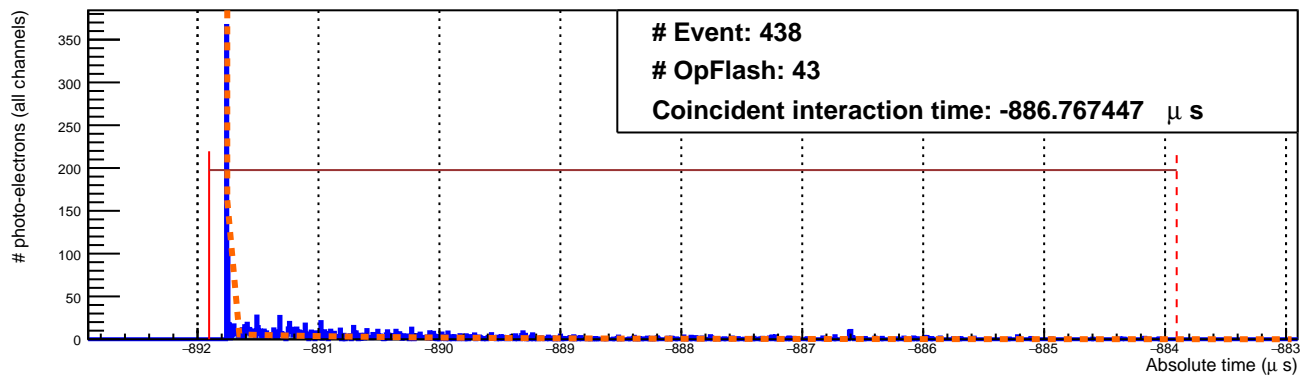 # Event: 438
# OpFlash: 43
Coincident interaction time: -886.767447 μ s
# photo-electrons (all channels)
350
300
250
200
150
100
50
0
−892 −891 −890 −889 −888 −887 −886 −885 −884 −883
Absolute time (μ s)